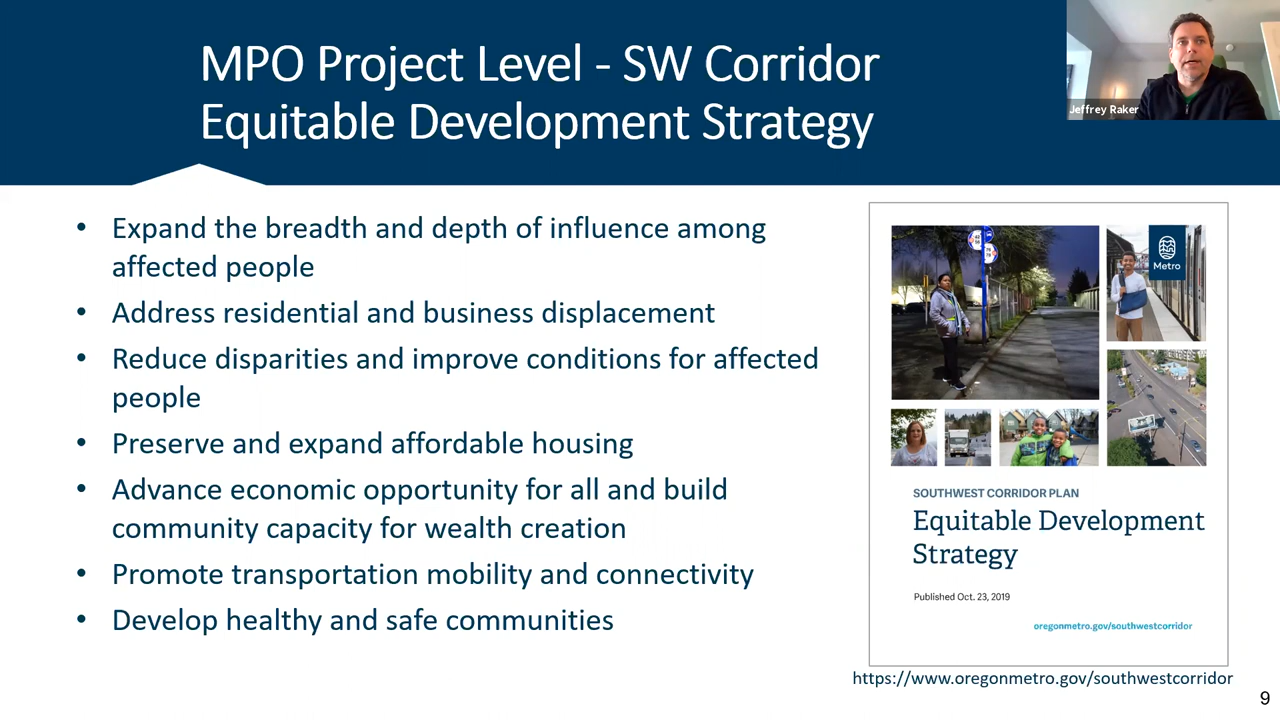 MPO Project Level - SW Corridor
Equitable Development Strategy
Jeffrey Raker
• Expand the breadth and depth of influence among
affected people
• Address residential and business displacement
• Reduce disparities and improve conditions for affected
people
• Preserve and expand affordable housing
• Advance economic opportunity for all and build
community capacity for wealth creation
• Promote transportation mobility and connectivity
• Develop healthy and safe communities
Metro
SOUTHWEST CORRIDOR PLAN
Equitable Development
Strategy
Published Oct. 23, 2019
oregonmetro.gov/southwestcorridor
https://www.oregonmetro.gov/southwestcorridor
9